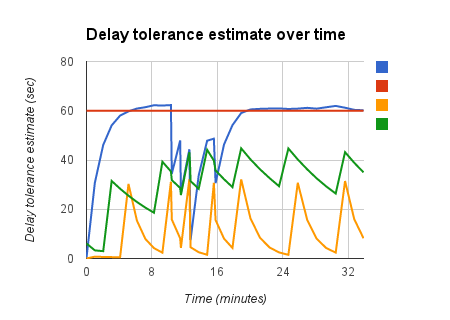 Delay tolerance estimate over time
Delay tolerance estimate (sec)
80
60
40
20
0
0 8 16 24 32
Time (minutes)